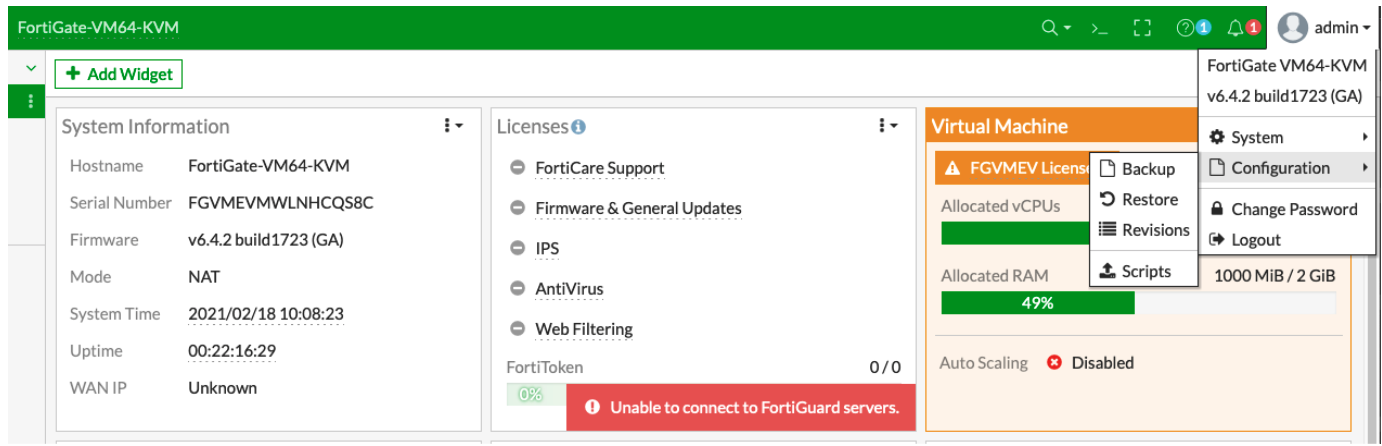 FortiGate-VM64-KVM
>_
1
1
admin
Add Widget
FortiGate VM64-KVM
v6.4.2 build1723 (GA)
System
Configuration
Change Password
Logout
Backup
Restore
Revisions
Scripts
System Information
Hostname FortiGate-VM64-KVM
Serial Number FGVMEVMWLNHCQS8C
Firmware v6.4.2 build1723 (GA)
Mode NAT
System Time 2021/02/18 10:08:23
Uptime 00:22:16:29
WAN IP Unknown
Licenses
FortiCare Support
Firmware & General Updates
IPS
AntiVirus
Web Filtering
FortiToken 0/0
0%
Unable to connect to FortiGuard servers.
Virtual Machine
FGVMEV License
Allocated vCPUs
Allocated RAM 1000 MiB / 2 GiB
49%
Auto Scaling Disabled